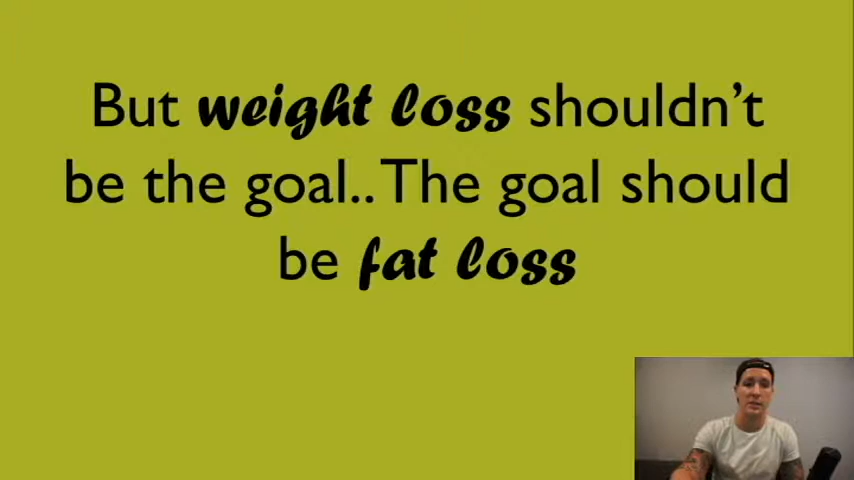 But weight loss shouldn’t
be the goal.. The goal should
be fat loss